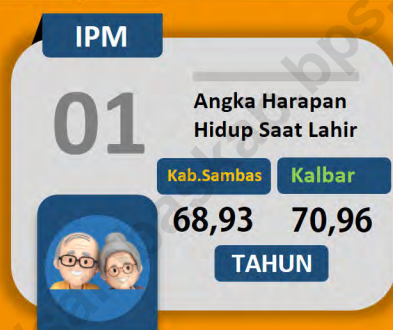 IPM
01
Angka Harapan
Hidup Saat Lahir
Kab.Sambas Kalbar
68,93 70,96
TAHUN